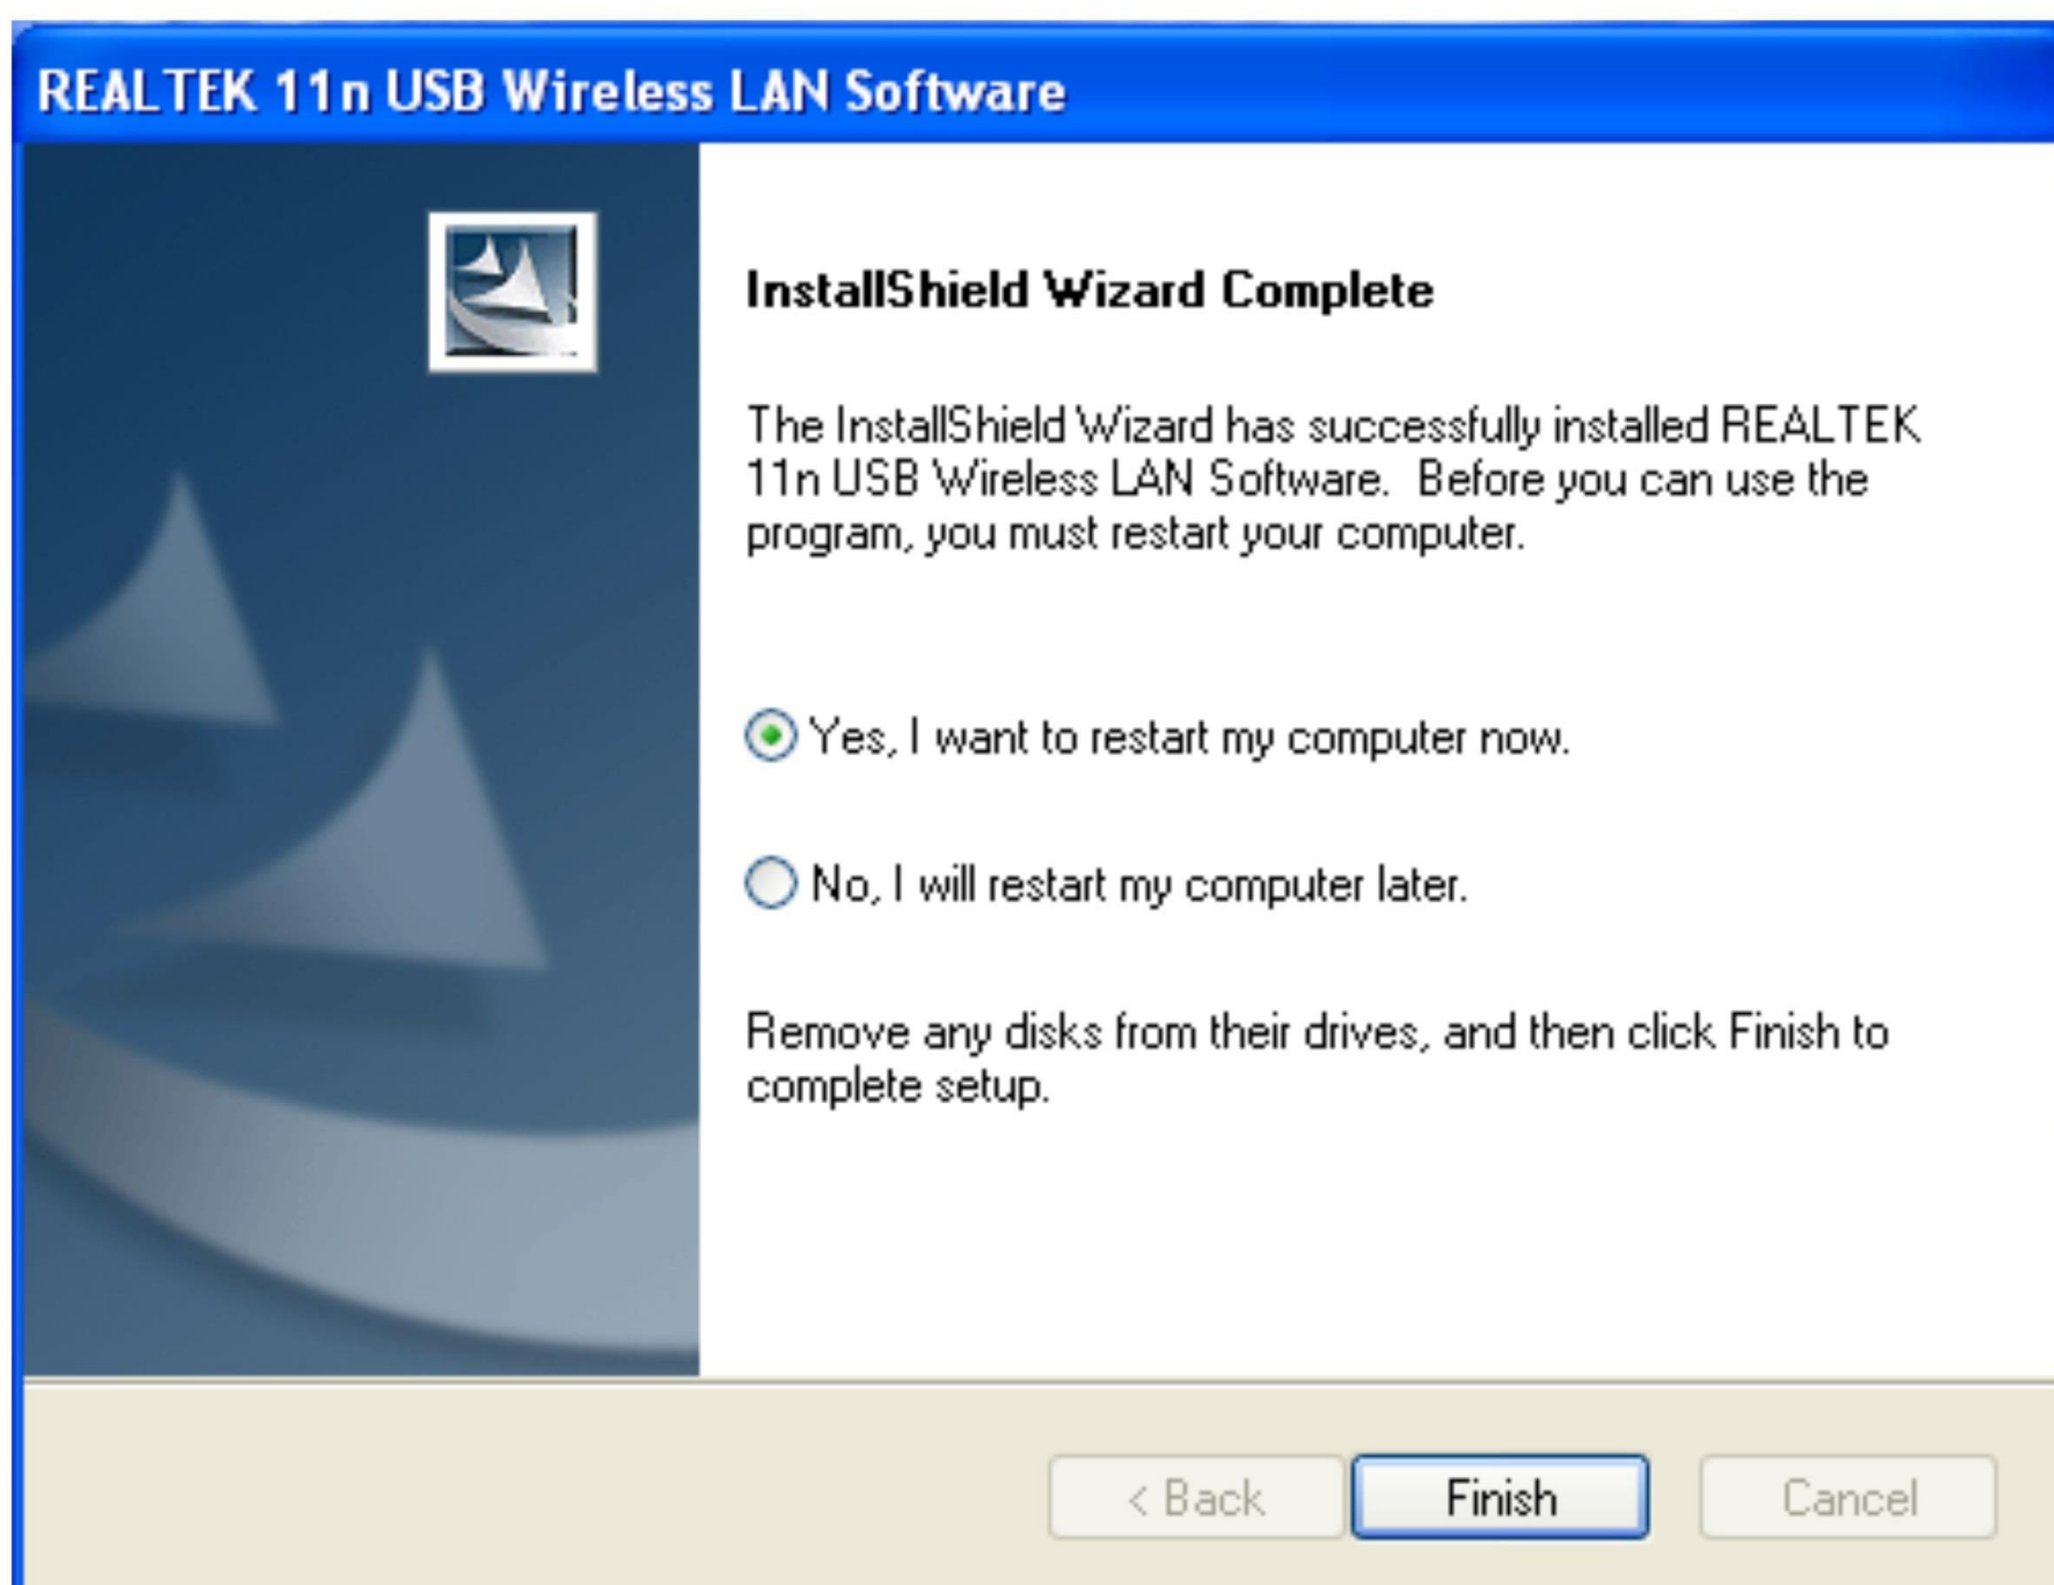 REALTEK 11n USB Wireless LAN Software
InstallShield Wizard Complete
The InstallShield Wizard has successfully installed REALTEK
11n USB Wireless LAN Software.  Before you can use the
program, you must restart your computer.
Yes, I want to restart my computer now.
No, I will restart my computer later.
Remove any disks from their drives, and then click Finish to
complete setup.
< Back Finish Cancel